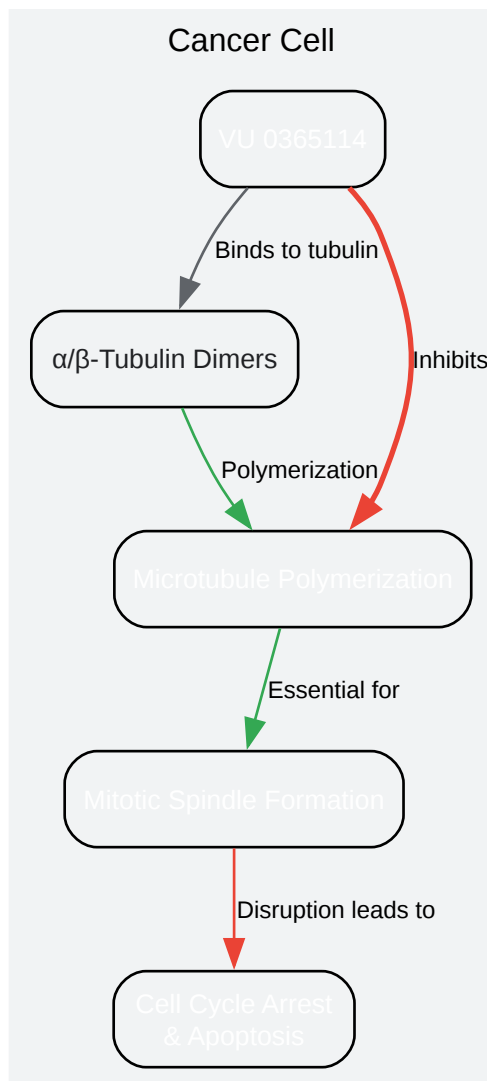 Cancer Cell
VU 0365114
Binds to tubulin
α/β-Tubulin Dimers
Inhibits
Polymerization
Microtubule Polymerization
Essential for
Mitotic Spindle Formation
Disruption leads to
Cell Cycle Arrest
& Apoptosis